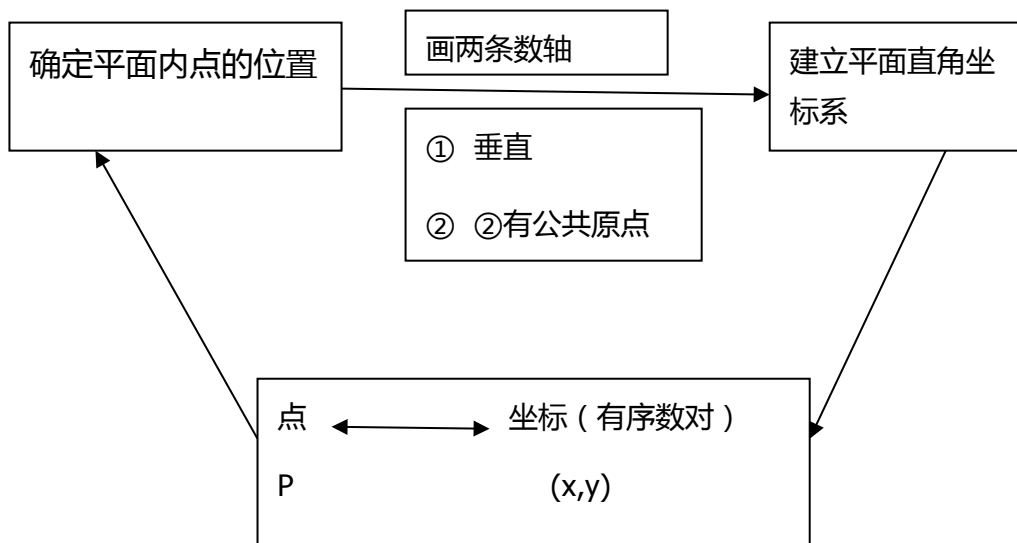 确定平面内点的位置
画两条数轴
① 垂直
② ②有公共原点
建立平面直角坐
标系
点 坐标（有序数对）
P (x,y)